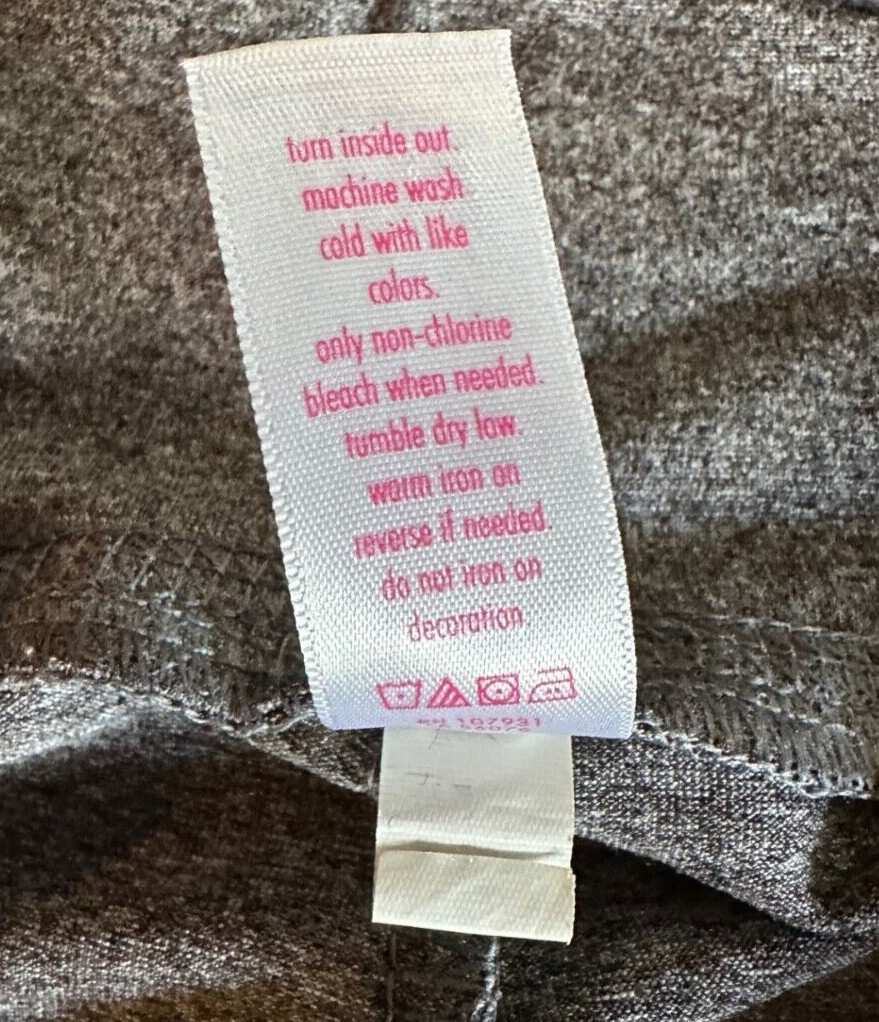 turn inside out.
machine wash
cold with like
colors.
only non-chlorine
bleach when needed.
tumble dry low.
warm iron on
reverse if needed.
do not iron on
decoration.
107931